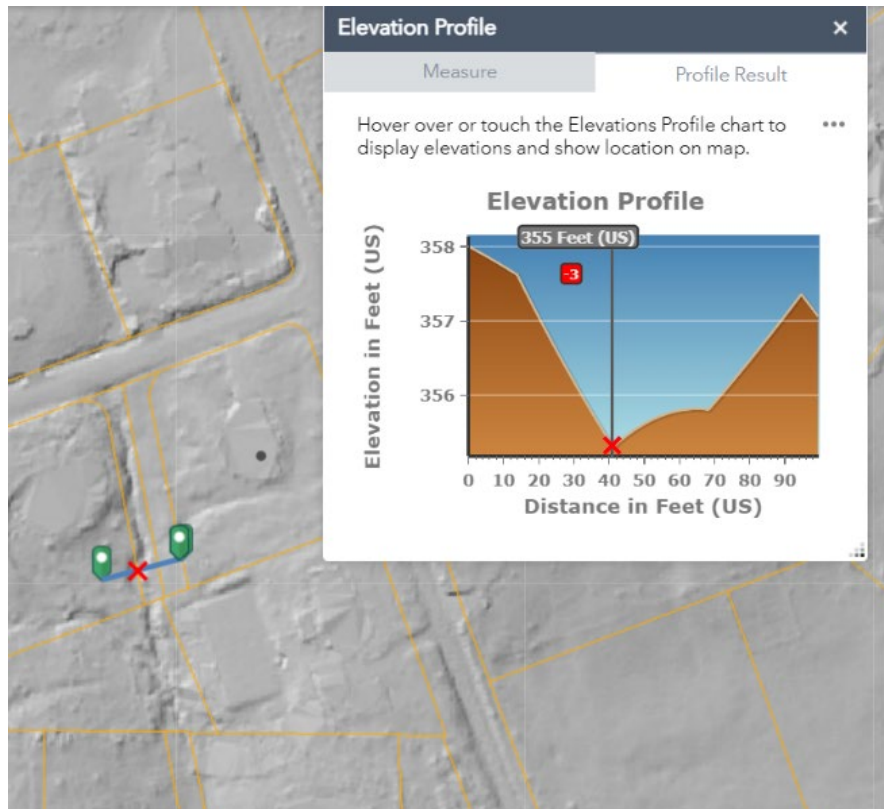 Elevation Profile ×
Measure Profile Result
Hover over or touch the Elevations Profile chart to
display elevations and show location on map.
Elevation Profile
355 Feet (US)
-3
Elevation in Feet (US)
358
357
356
0 10 20 30 40 50 60 70 80 90
Distance in Feet (US)